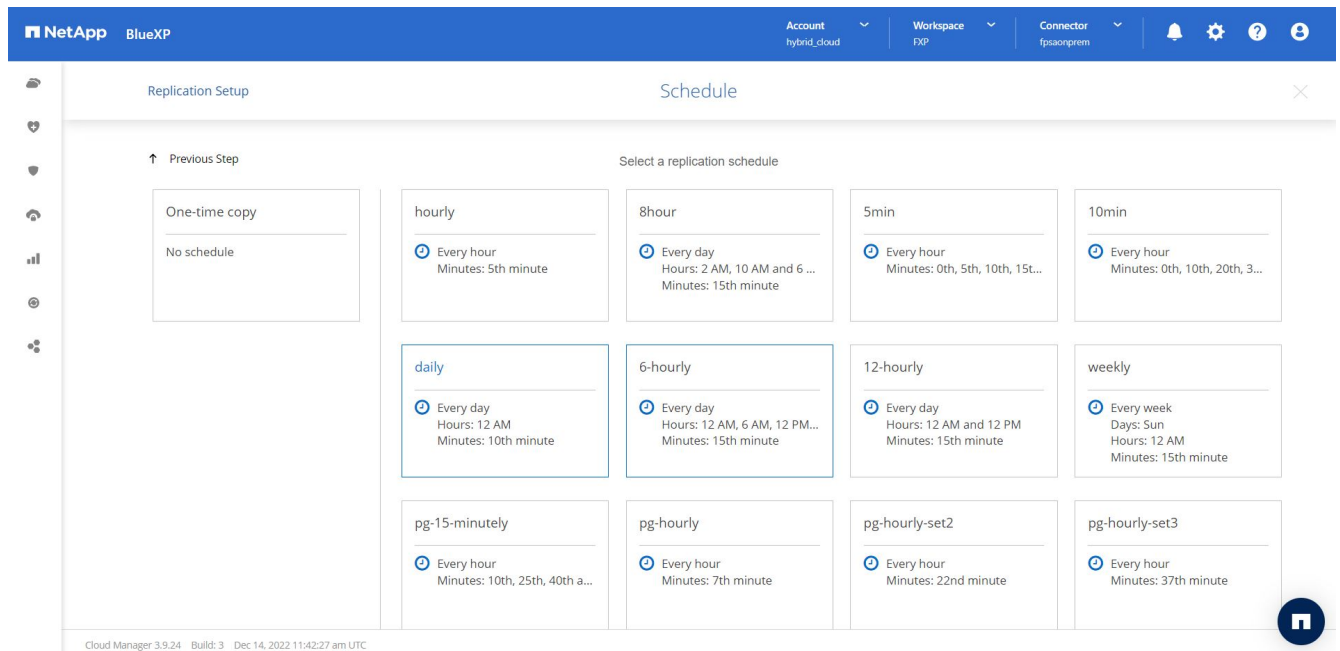 NetApp BlueXP
Account
hybrid_cloud
Workspace
FXP
Connector
fpsaonprem
Replication Setup
Schedule
Previous Step
Select a replication schedule
One-time copy
No schedule
hourly
Every hour
Minutes: 5th minute
8hour
Every day
Hours: 2 AM, 10 AM and 6 ...
Minutes: 15th minute
5min
Every hour
Minutes: 0th, 5th, 10th, 15t...
10min
Every hour
Minutes: 0th, 10th, 20th, 3...
daily
Every day
Hours: 12 AM
Minutes: 10th minute
6-hourly
Every day
Hours: 12 AM, 6 AM, 12 PM...
Minutes: 15th minute
12-hourly
Every day
Hours: 12 AM and 12 PM
Minutes: 15th minute
weekly
Every week
Days: Sun
Hours: 12 AM
Minutes: 15th minute
pg-15-minutely
Every hour
Minutes: 10th, 25th, 40th a...
pg-hourly
Every hour
Minutes: 7th minute
pg-hourly-set2
Every hour
Minutes: 22nd minute
pg-hourly-set3
Every hour
Minutes: 37th minute
Cloud Manager 3.9.24 Build: 3 Dec 14, 2022 11:42:27 am UTC